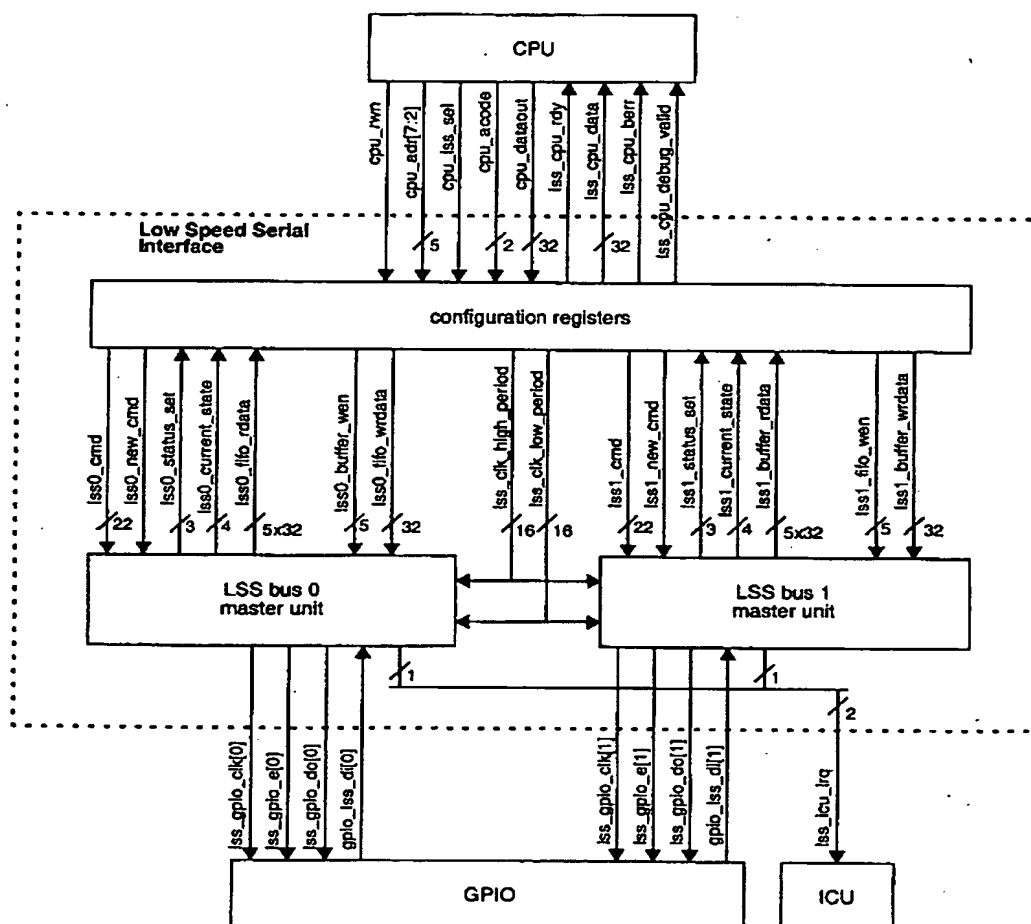 CPU
cpu_rwn
cpu_adr[7:2]
cpu_lss_sel
cpu_acode
cpu_dataout
lss_cpu_rdy
lss_cpu_data
lss_cpu_berr
lss_cpu_debug_valid
Low Speed Serial
Interface
5
2
32
32
configuration registers
lss0_cmd
lss0_new_cmd
lss0_status_set
lss0_current_state
lss0_fifo_rdata
lss0_buffer_wen
lss0_fifo_wrdata
lss_clk_high_period
lss_clk_low_period
lss1_cmd
lss1_new_cmd
lss1_status_set
lss1_current_state
lss1_buffer_rdata
lss1_fifo_wen
lss1_buffer_wrdata
22
3
4
5x32
5
32
16
16
22
3
4
5x32
5
32
LSS bus 0
master unit
LSS bus 1
master unit
1
1
2
lss_gpio_clk[0]
lss_gpio_e[0]
lss_gpio_do[0]
gpio_lss_di[0]
lss_gpio_clk[1]
lss_gpio_e[1]
lss_gpio_do[1]
gpio_lss_di[1]
lss_icu_irq
GPIO
ICU